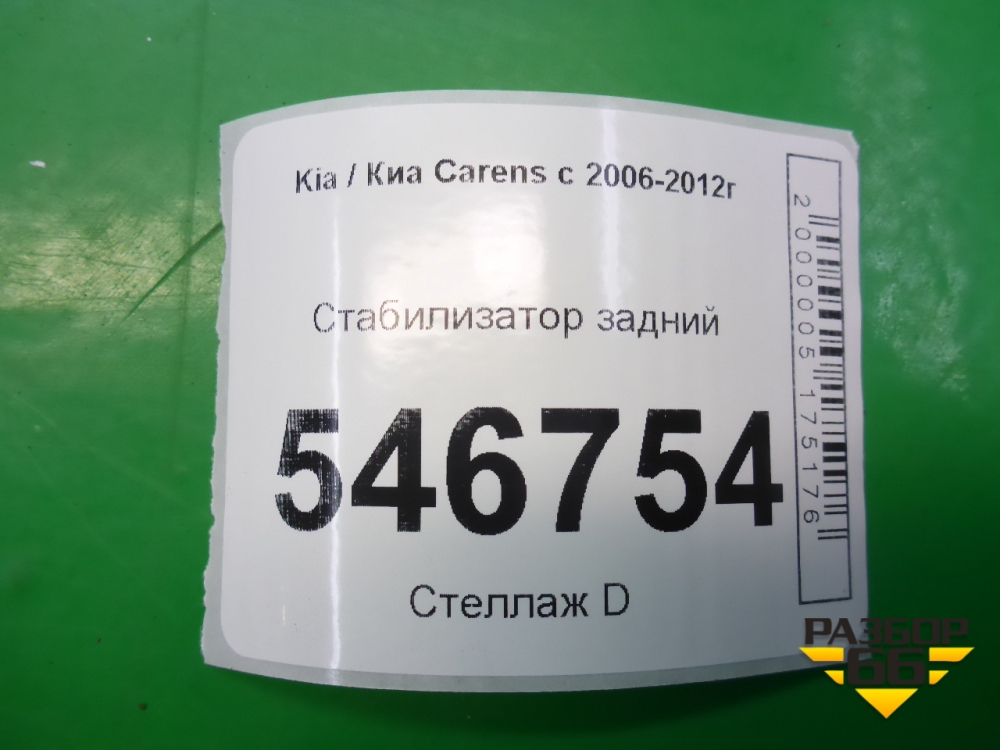 Kia / Киа Carens с 2006-2012г
Стабилизатор задний
546754
Стеллаж D
2000005175176
РАЗБОР
66